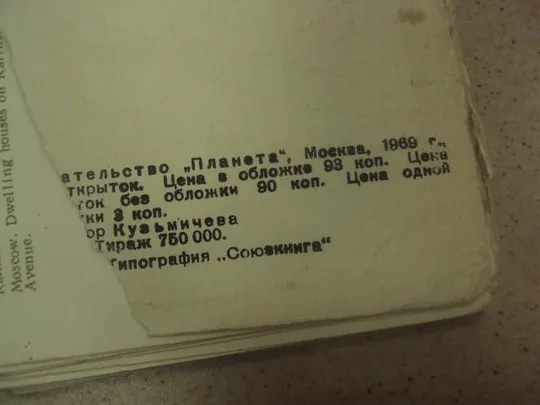 ательство „Планета“, Москва, 1969 г.,
ткрыток. Цена в обложке 93 коп. Цена
ток без обложки 90 коп. Цена одной
тки 3 коп.
ор Кузьмичева
Тираж 750 000.
Типография „Союзкнига“
Moscow. Dwelling houses on
Avenue.